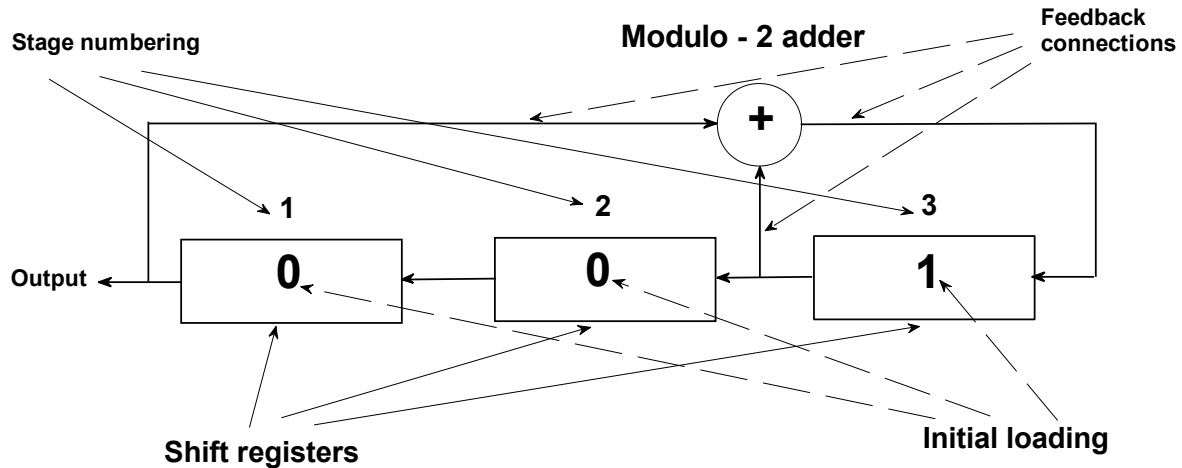 Stage numbering
Modulo - 2 adder
Feedback
connections
+
1
2
3
Output
0
0
1
Shift registers
Initial loading